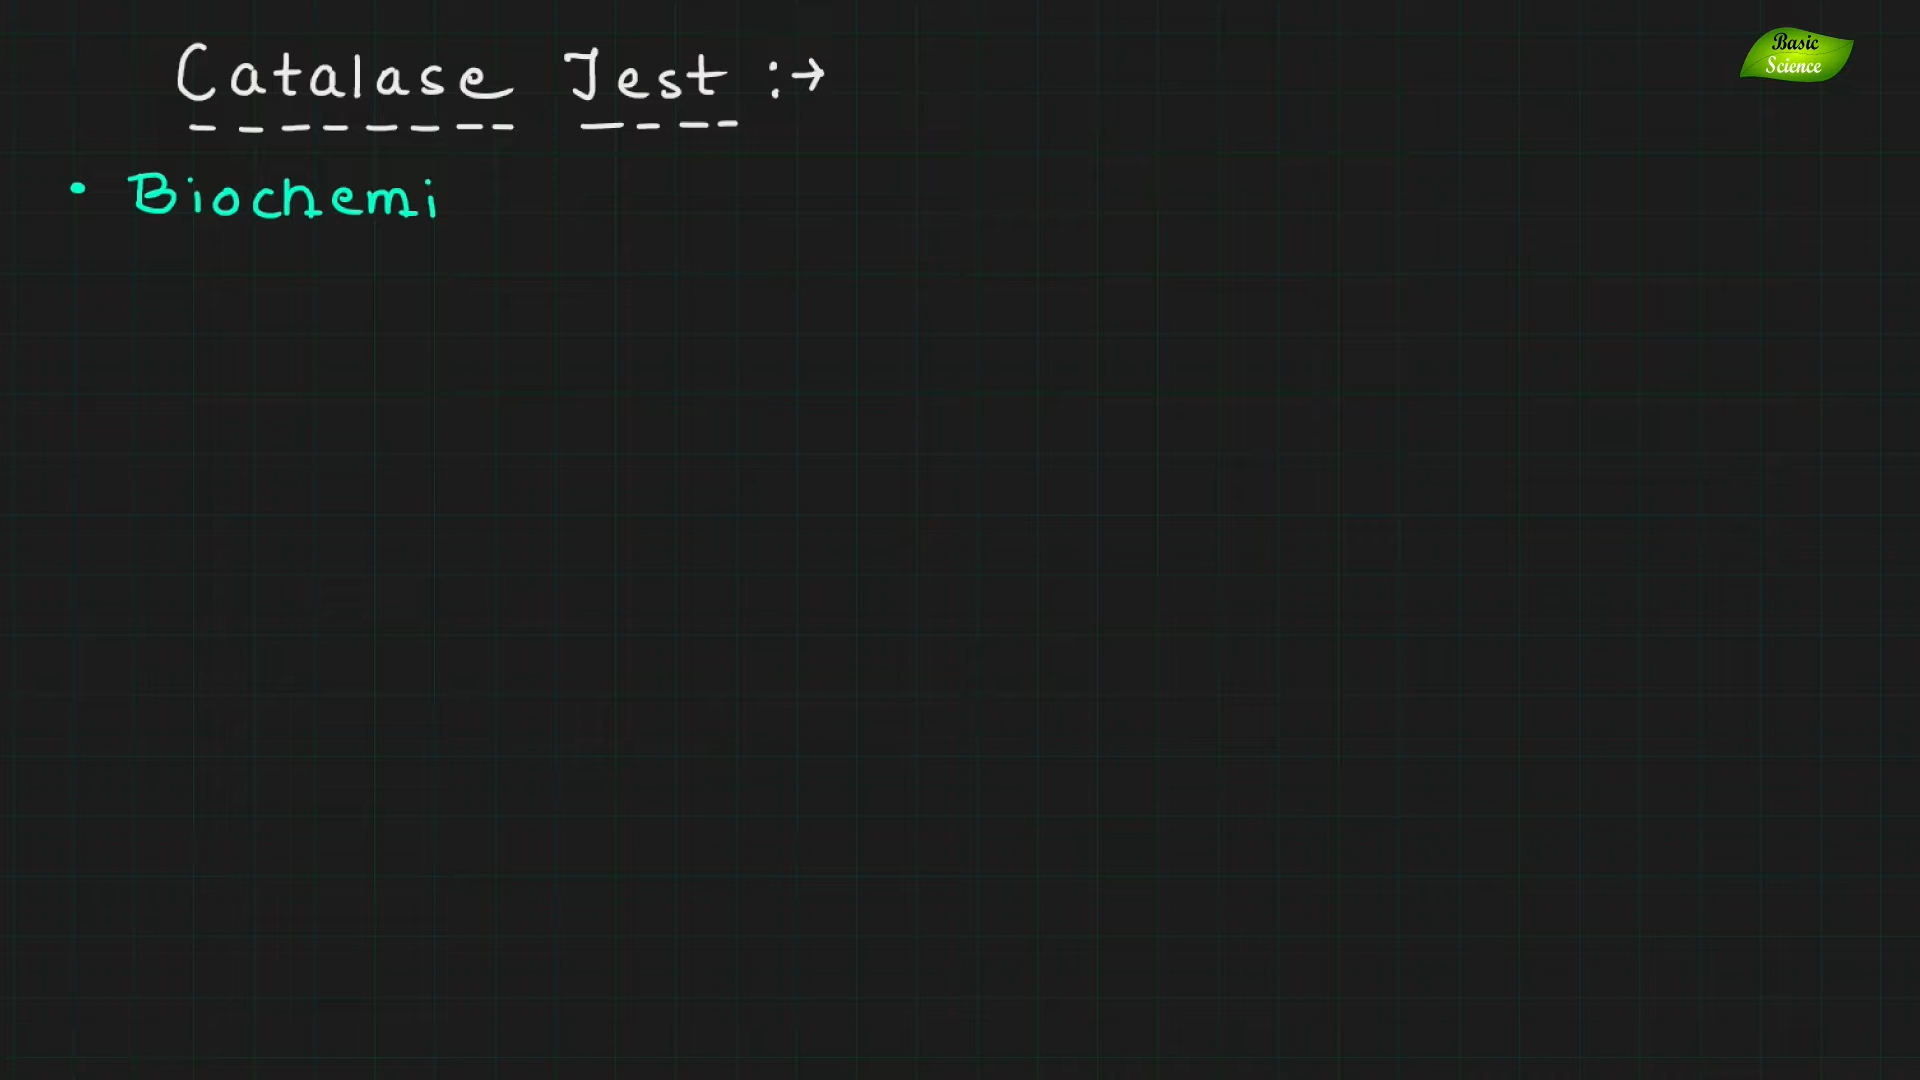 Catalase Test :→
Basic
Science
• Biochemi